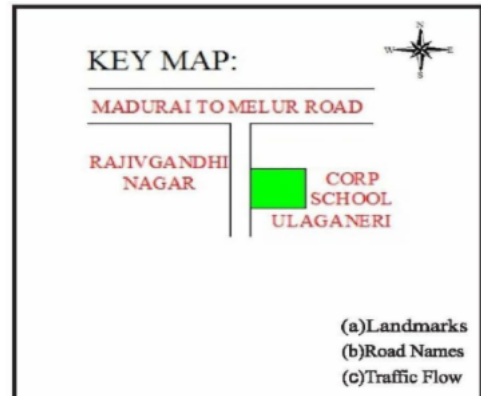 N
W E
S
KEY MAP:
MADURAI TO MELUR ROAD
RAJIVGANDHI
NAGAR
CORP
SCHOOL
ULAGANERI
(a)Landmarks
(b)Road Names
(c)Traffic Flow